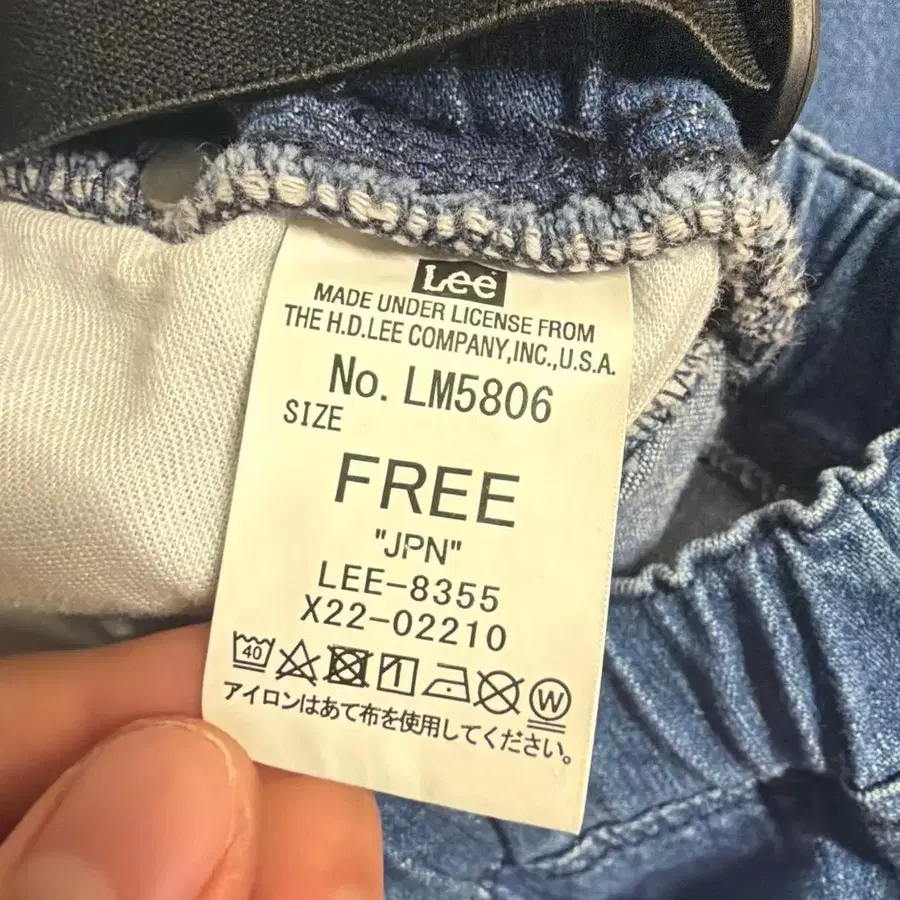 Lee
MADE UNDER LICENSE FROM
THE H.D.LEE COMPANY,INC.,U.S.A.
No. LM5806
SIZE
FREE
"JPN"
LEE-8355
X22-02210
40 W
アイロンはあて布を使用してください。